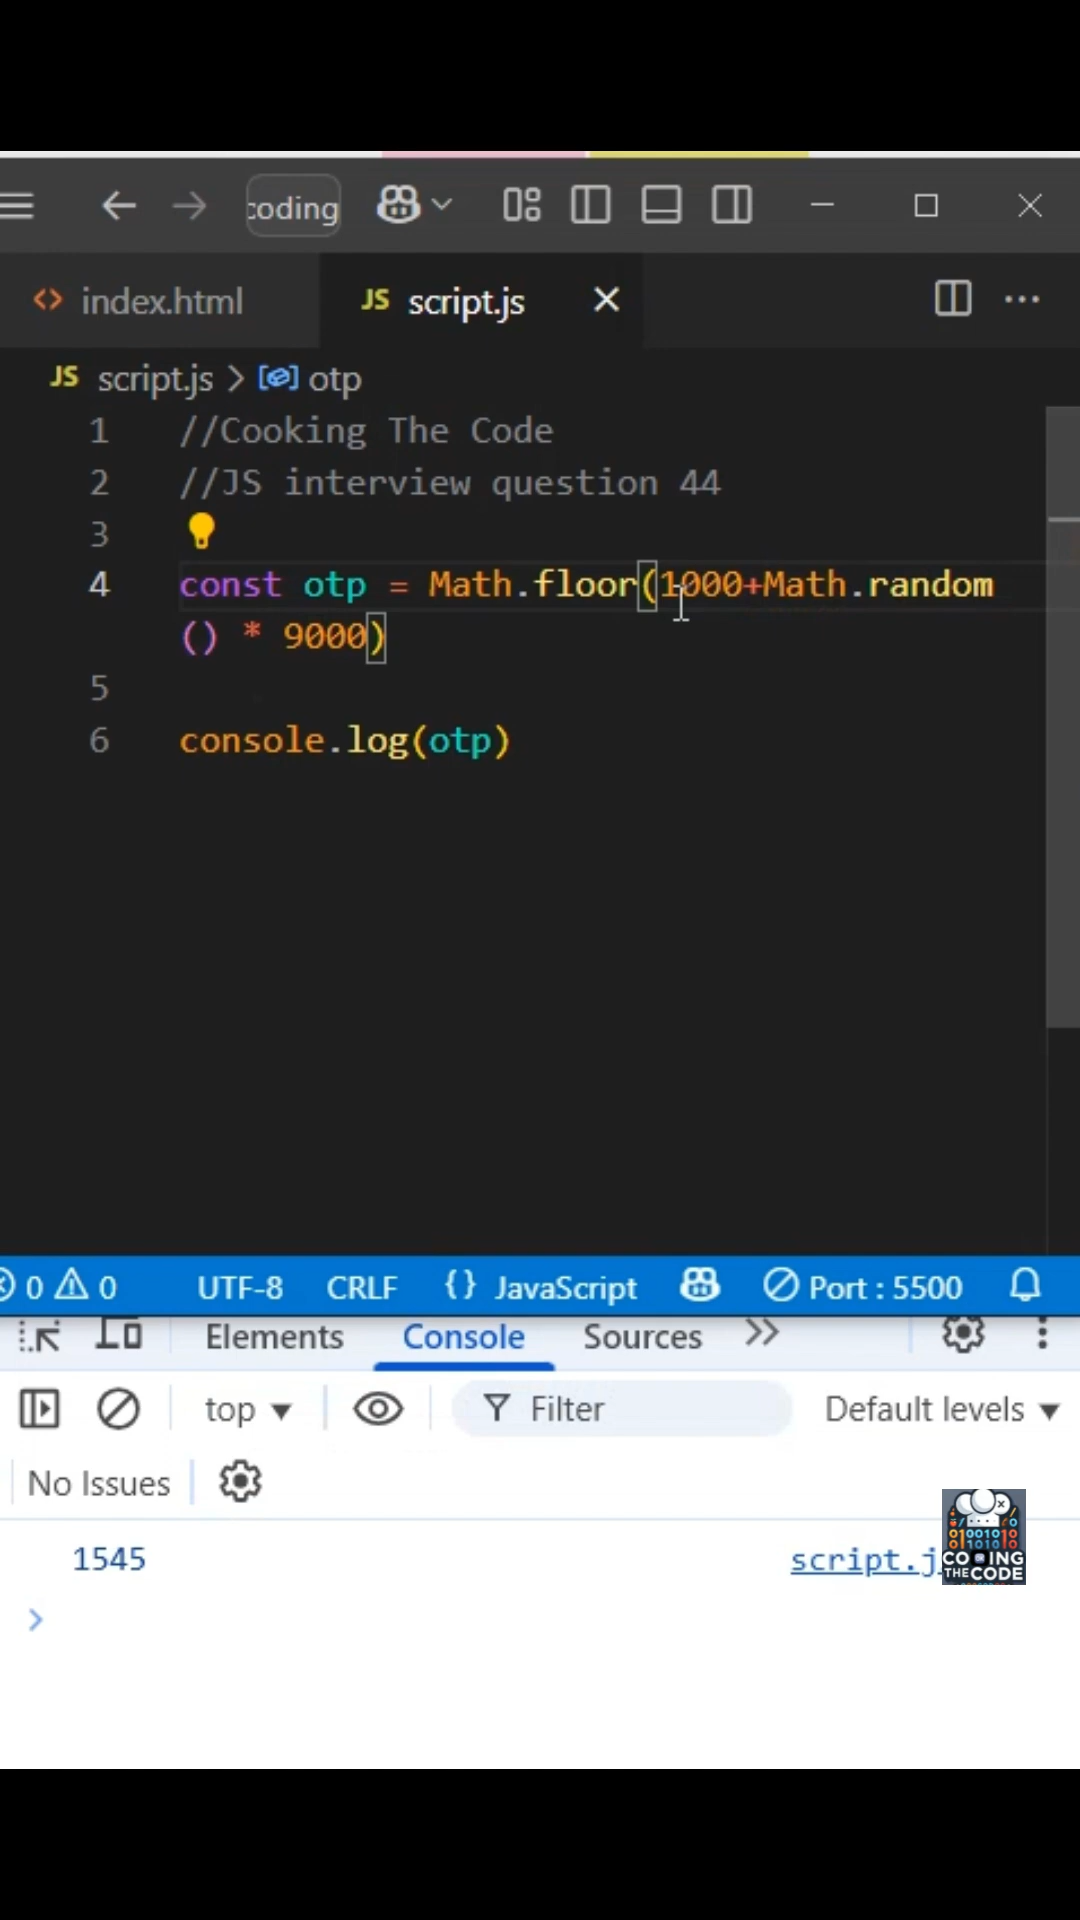 coding
index.html
JS script.js
JS script.js > otp
1 //Cooking The Code
2 //JS interview question 44
3
4 const otp = Math.floor(1000+Math.random
() * 9000)
5
6 console.log(otp)
0 0 UTF-8 CRLF {} JavaScript Port : 5500
Elements Console Sources
top Filter Default levels
No Issues
1545 script.j
01001010
THE CODE